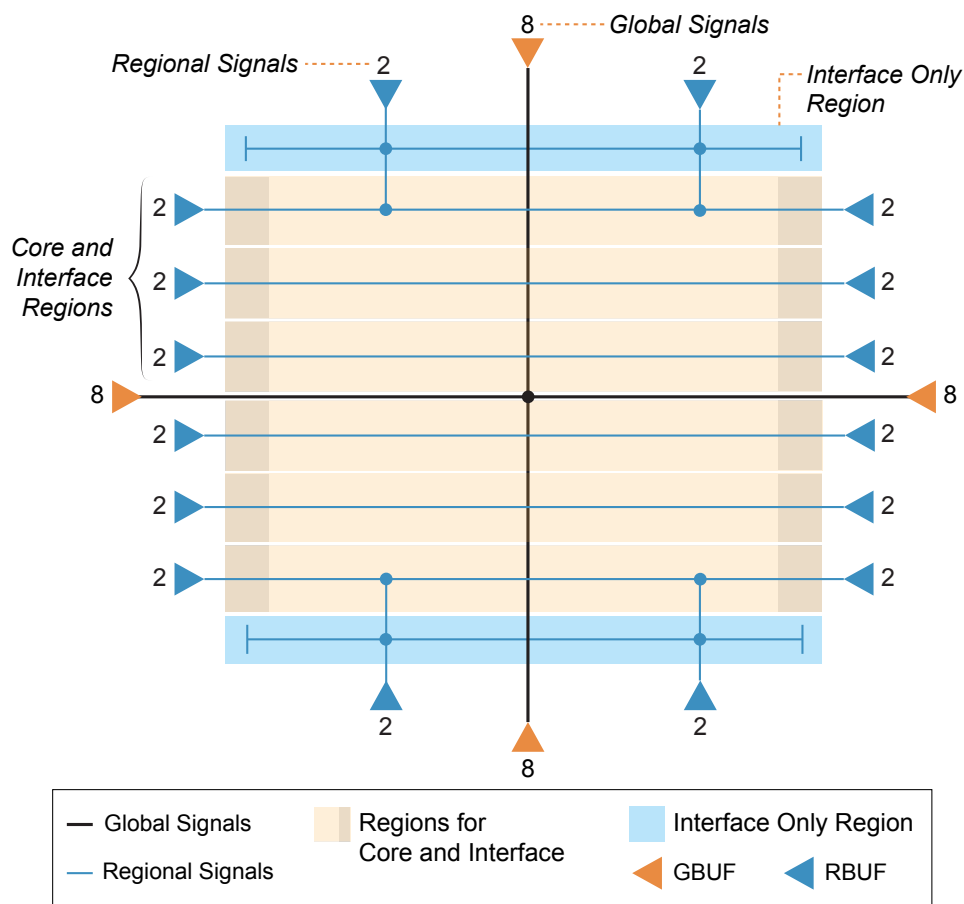 8
Global Signals
Regional Signals
2
2
Interface Only
Region
2
2
Core and
Interface
Regions
2
2
2
2
8
8
2
2
2
2
2
2
2
2
8
Global Signals
Regional Signals
Regions for
Core and Interface
Interface Only Region
GBUF
RBUF